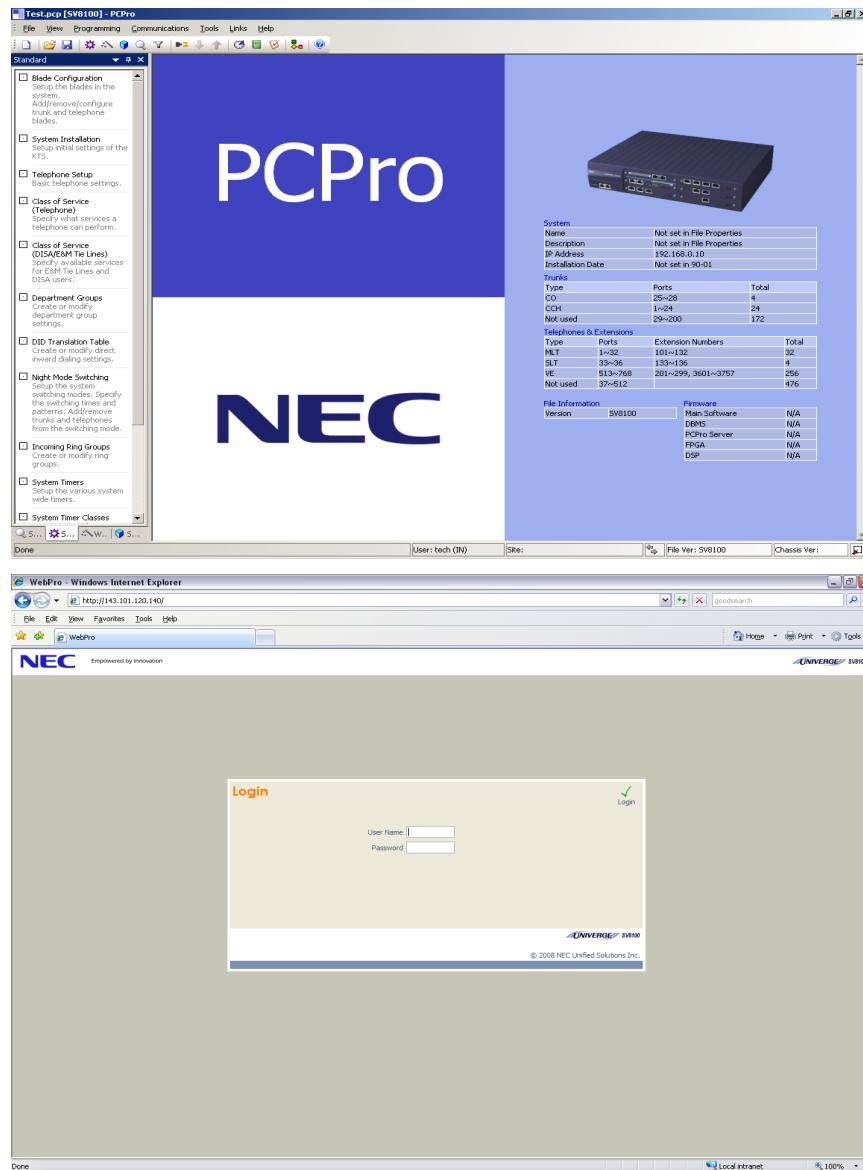 Test.pcp [SV8100] - PCPro
File View Programming Communications Tools Links Help
Standard
Blade Configuration
Setup the blades in the
system.
Add/remove/configure
trunk and telephone
blades.
System Installation
Setup initial settings of the
KTS.
Telephone Setup
Basic telephone settings.
Class of Service
(Telephone)
Specify what services a
telephone can perform.
Class of Service
(DISA/E&M Tie Lines)
Specify available services
for E&M Tie Lines and
DISA users.
Department Groups
Create or modify
department group
settings.
DID Translation Table
Create or modify direct
inward dialing settings.
Night Mode Switching
Setup the system
switching modes. Specify
the switching times and
patterns. Add/remove
trunks and telephones
from the switching mode.
Incoming Ring Groups
Create or modify ring
groups.
System Timers
Setup the various system
wide timers.
System Timer Classes
S... S... W.. S...
PCPro
NEC
System
Name Not set in File Properties
Description Not set in File Properties
IP Address 192.168.0.10
Installation Date Not set in 90-01
Trunks
Type Ports Total
CO 25~28 4
CCH 1~24 24
Not used 29~200 172
Telephones & Extensions
Type Ports Extension Numbers Total
MLT 1~32 101~132 32
SLT 33~36 133~136 4
VE 513~768 201~299, 3601~3757 256
Not used 37~512 476
File Information
Version SV8100
Firmware
Main Software N/A
DBMS N/A
PCPro Server N/A
FPGA N/A
DSP N/A
Done User: tech (IN) Site: File Ver: SV8100 Chassis Ver:
WebPro - Windows Internet Explorer
http://143.101.120.140/ goodsearch
File Edit View Favorites Tools Help
WebPro Home Print Tools
NEC Empowered by Innovation UNIVERGE SV810
Login
Login
User Name
Password
UNIVERGE SV8100
© 2008 NEC Unified Solutions Inc.
Done Local intranet 100%